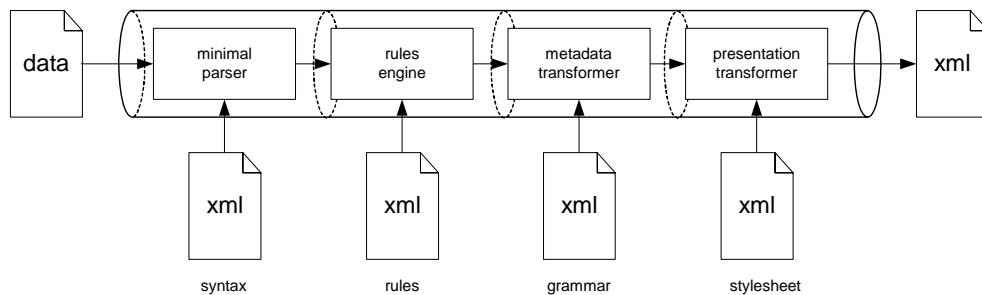 data
minimal
parser
rules
engine
metadata
transformer
presentation
transformer
xml
xml
xml
xml
xml
syntax
rules
grammar
stylesheet